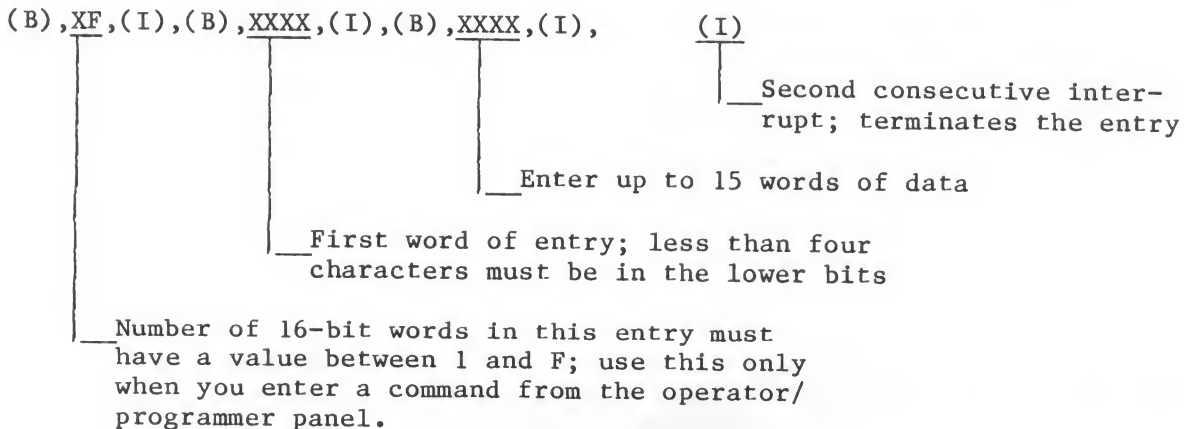 (B),XF,(I),(B),XXXX,(I),(B),XXXX,(I), (I)
Second consecutive inter-
rupt; terminates the entry
Enter up to 15 words of data
First word of entry; less than four
characters must be in the lower bits
Number of 16-bit words in this entry must
have a value between 1 and F; use this only
when you enter a command from the operator/
programmer panel.